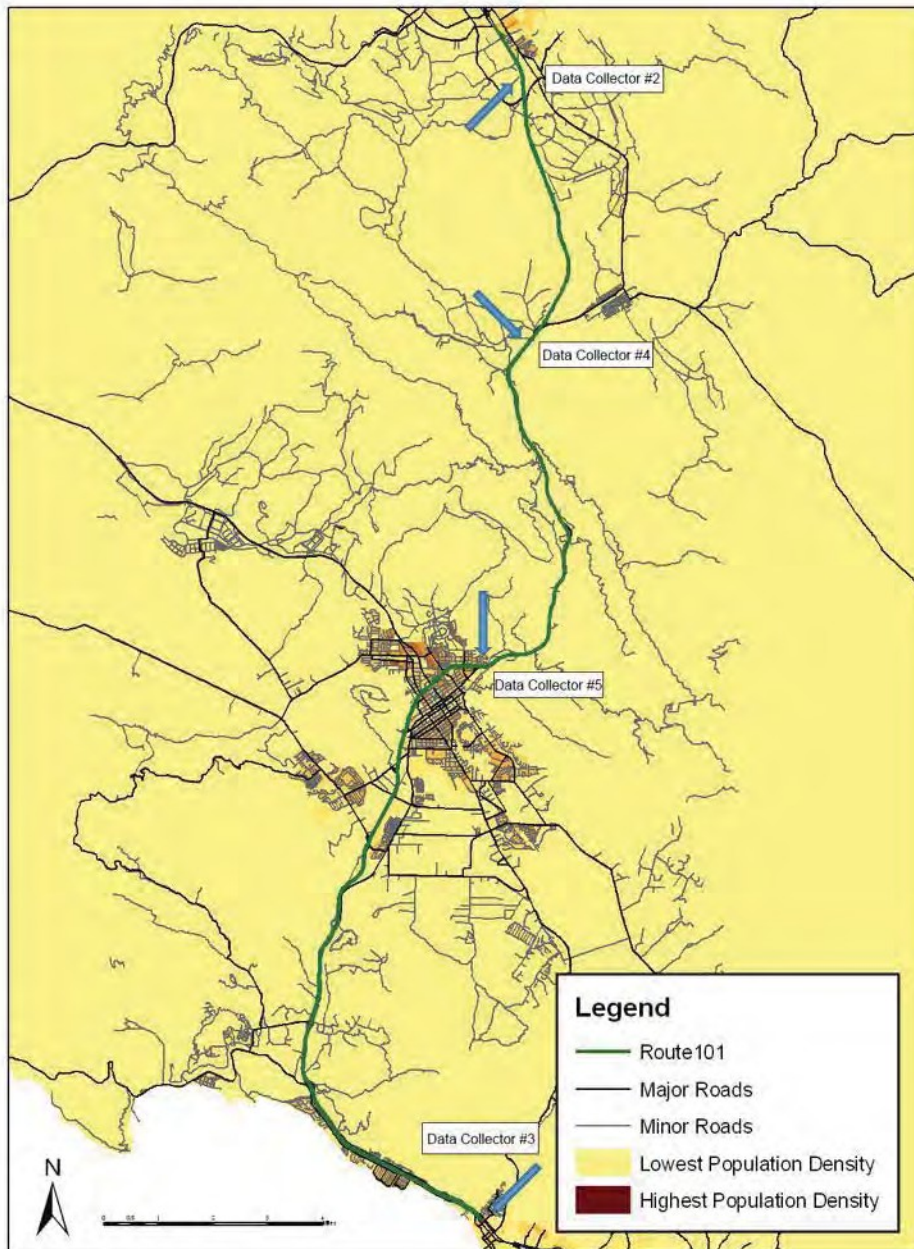 Data Collector #2
Data Collector #4
Data Collector #5
Data Collector #3
N
Legend
Route101
Major Roads
Minor Roads
Lowest Population Density
Highest Population Density